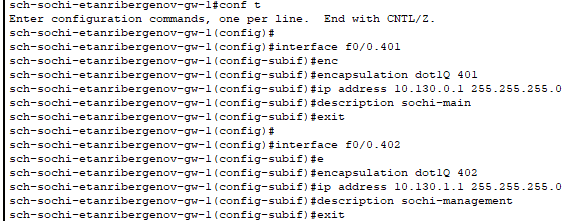 sch-sochi-etanribergenov-gw-1#conf t
Enter configuration commands, one per line.  End with CNTL/Z.
sch-sochi-etanribergenov-gw-1(config)#
sch-sochi-etanribergenov-gw-1(config)#interface f0/0.401
sch-sochi-etanribergenov-gw-1(config-subif)#enc
sch-sochi-etanribergenov-gw-1(config-subif)#encapsulation dot1Q 401
sch-sochi-etanribergenov-gw-1(config-subif)#ip address 10.130.0.1 255.255.255.0
sch-sochi-etanribergenov-gw-1(config-subif)#description sochi-main
sch-sochi-etanribergenov-gw-1(config-subif)#exit
sch-sochi-etanribergenov-gw-1(config)#
sch-sochi-etanribergenov-gw-1(config)#interface f0/0.402
sch-sochi-etanribergenov-gw-1(config-subif)#e
sch-sochi-etanribergenov-gw-1(config-subif)#encapsulation dot1Q 402
sch-sochi-etanribergenov-gw-1(config-subif)#ip address 10.130.1.1 255.255.255.0
sch-sochi-etanribergenov-gw-1(config-subif)#description sochi-management
sch-sochi-etanribergenov-gw-1(config-subif)#exit